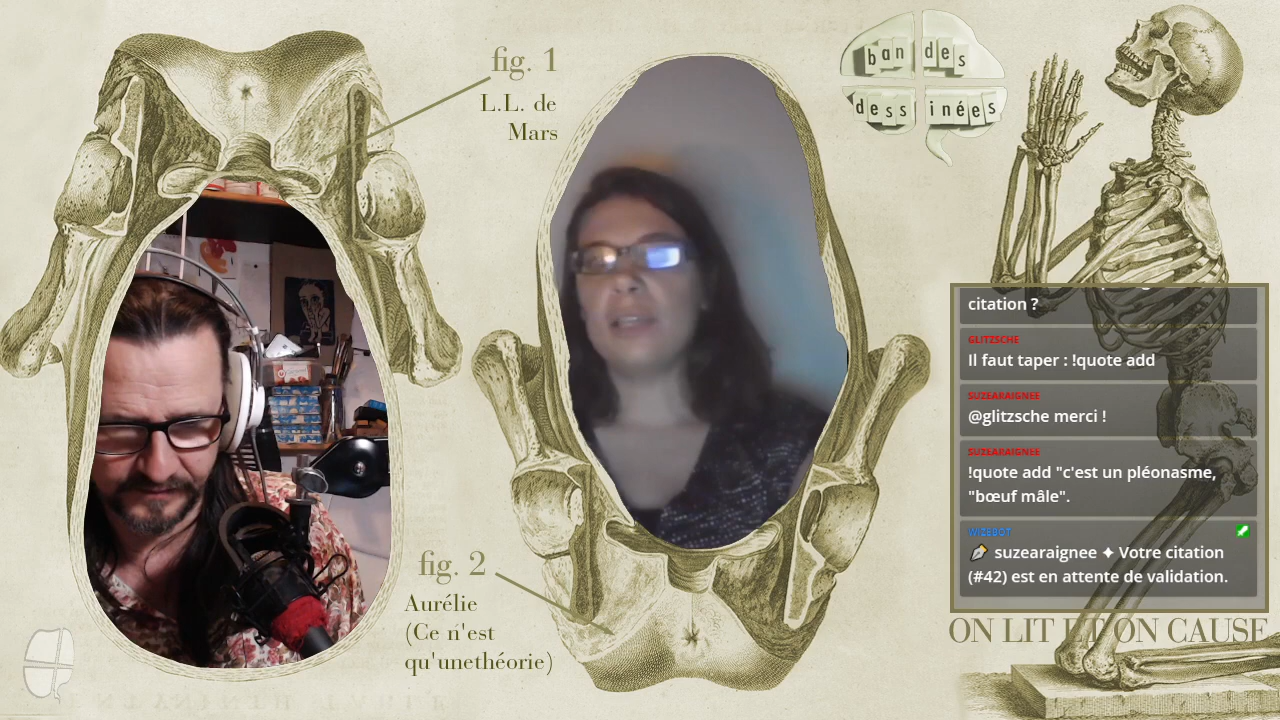 fig. 1
L.L. de
Mars
ban des
dess inées
citation ?
GLITZSCHE
Il faut taper : !quote add
SUZEARAIGNEE
@glitzsche merci !
SUZEARAIGNEE
!quote add "c'est un pléonasme,
"bœuf mâle".
WIZEBOT
suzearaignee ✦ Votre citation
(#42) est en attente de validation.
fig. 2
Aurélie
(Ce n'est
qu'unethéorie)
ON LIT ET ON CAUSE